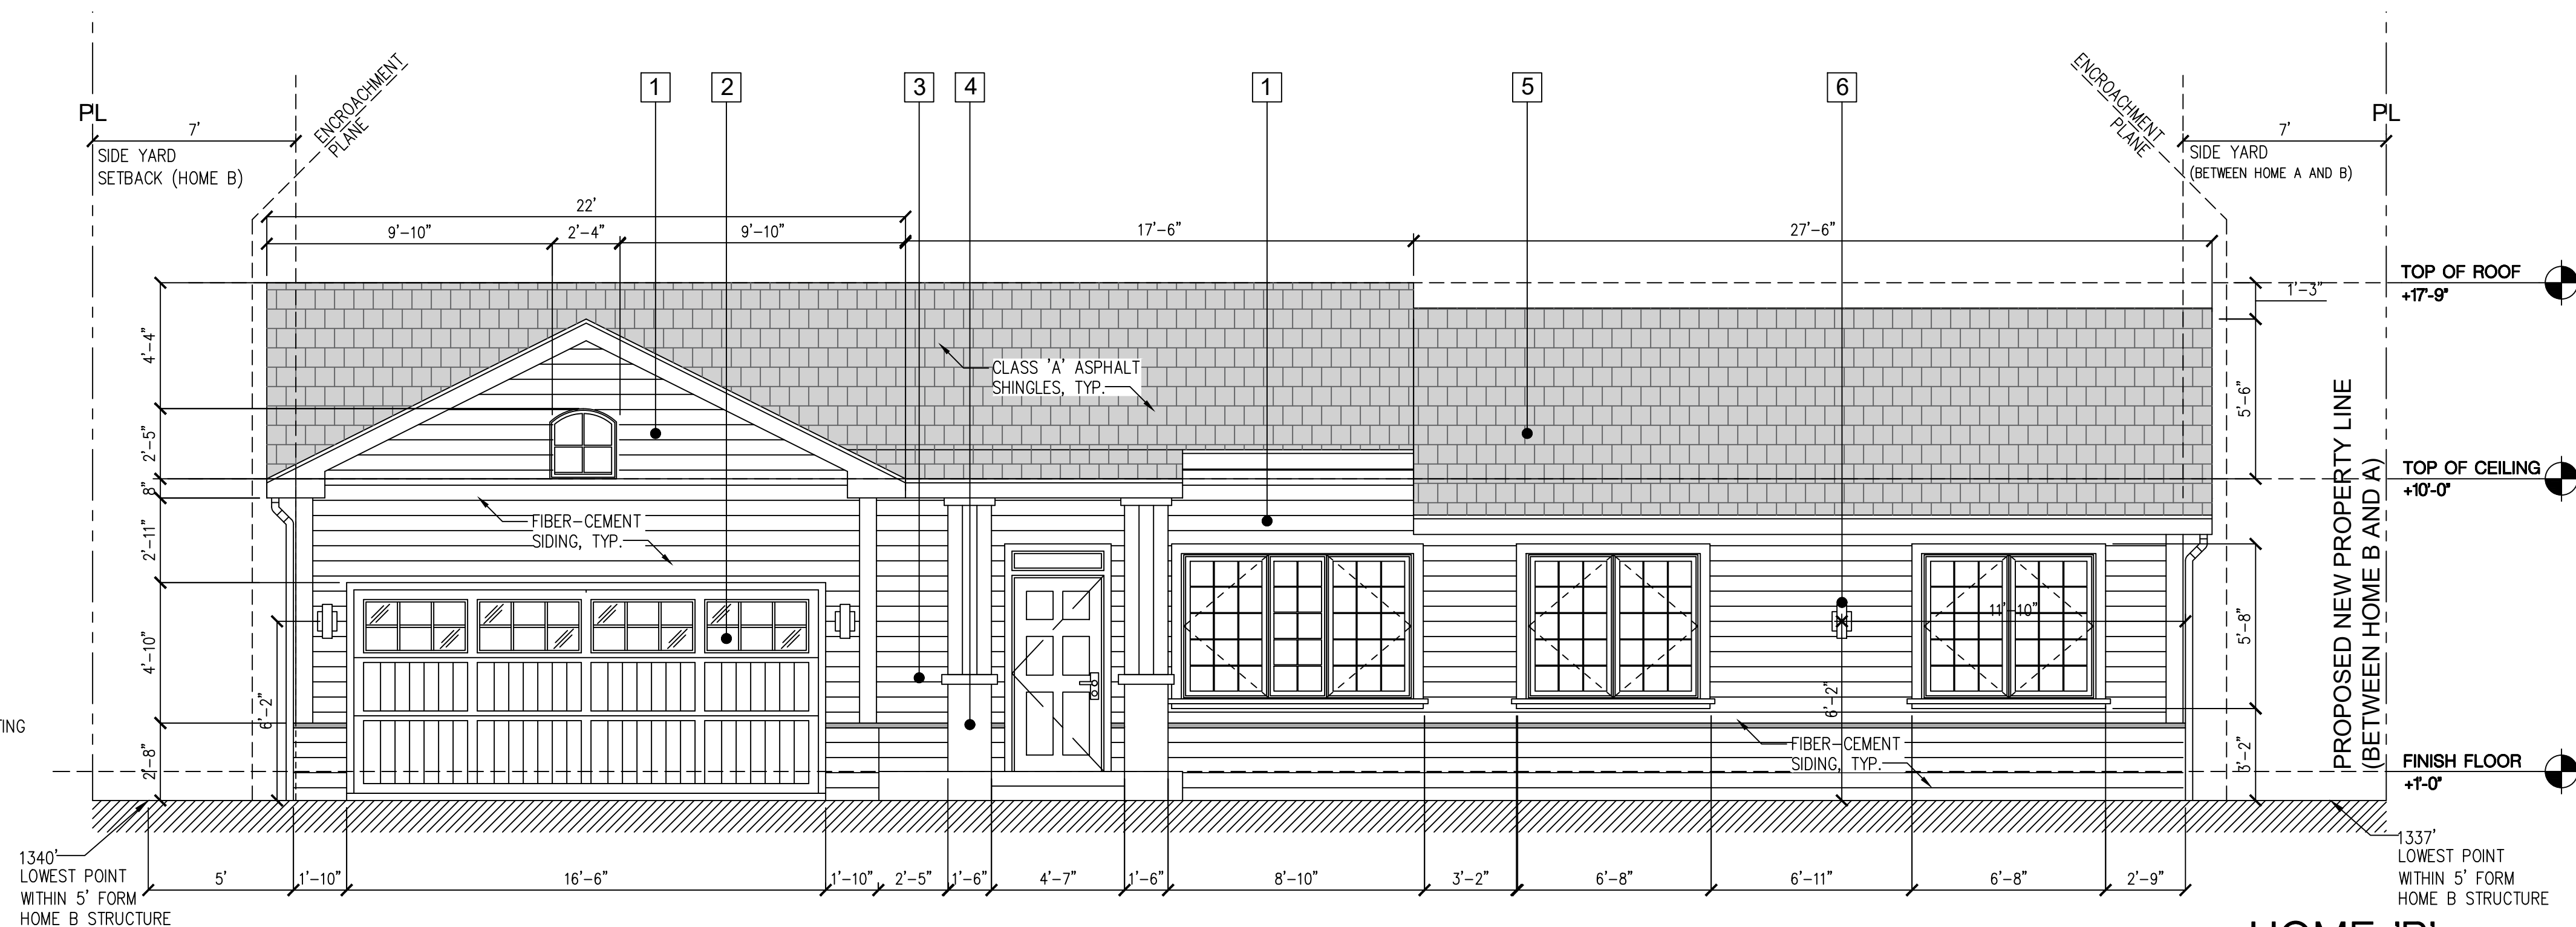 1
2
3
4
1
5
6
PL
PL
7'
7'
SIDE YARD
SETBACK (HOME B)
ENCROACHMENT
PLANE
ENCROACHMENT
PLANE
SIDE YARD
(BETWEEN HOME A AND B)
22'
9'-10"
2'-4"
9'-10"
17'-6"
27'-6"
TOP OF ROOF
+17'-9"
1'-3"
4'-4"
CLASS 'A' ASPHALT
SHINGLES, TYP.
5'-6"
2'-5"
8"
TOP OF CEILING
+10'-0"
PROPOSED NEW PROPERTY LINE
(BETWEEN HOME B AND A)
FIBER-CEMENT
SIDING, TYP.
2'-11"
4'-10"
11'-10"
5'-8"
6'-2"
6'-2"
TING
2'-8"
FIBER-CEMENT
SIDING, TYP.
3'-2"
FINISH FLOOR
+1'-0"
1340'
LOWEST POINT
WITHIN 5' FORM
HOME B STRUCTURE
5'
1'-10"
16'-6"
1'-10"
2'-5"
1'-6"
4'-7"
1'-6"
8'-10"
3'-2"
6'-8"
6'-11"
6'-8"
2'-9"
1337'
LOWEST POINT
WITHIN 5' FORM
HOME B STRUCTURE
HOME 'B'